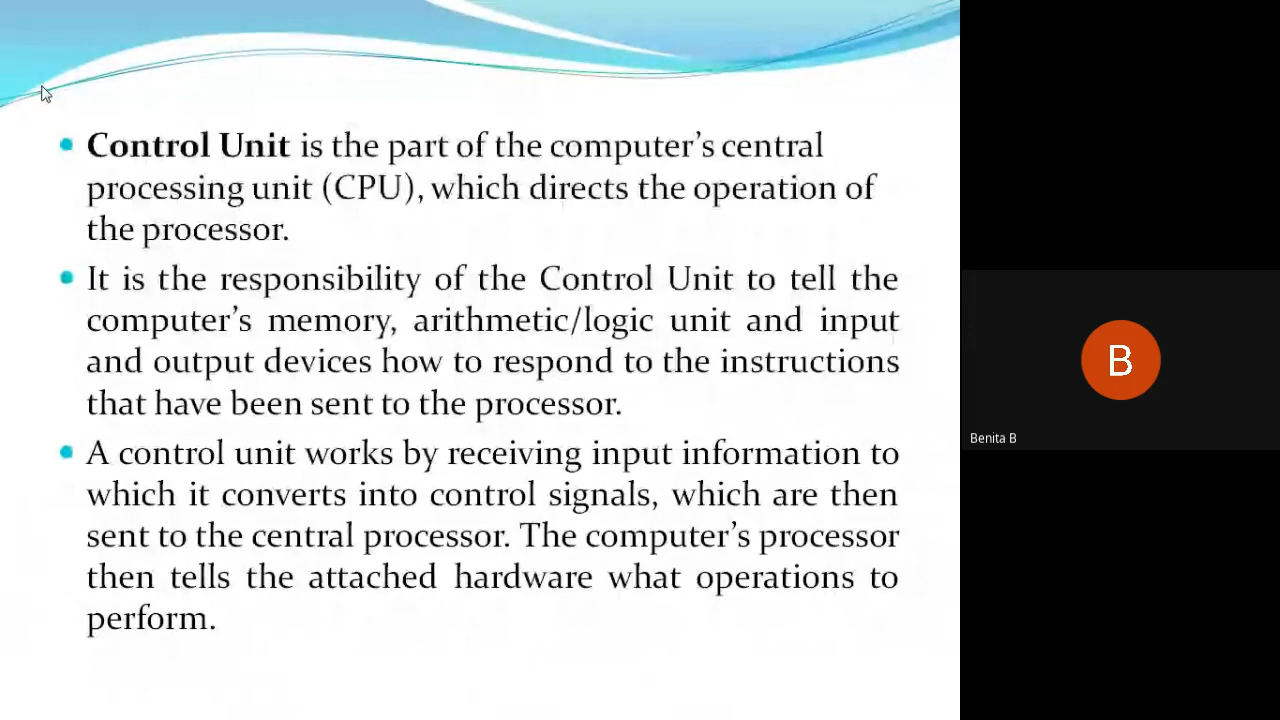 Control Unit is the part of the computer’s central
processing unit (CPU), which directs the operation of
the processor.
It is the responsibility of the Control Unit to tell the
computer’s memory, arithmetic/logic unit and input
and output devices how to respond to the instructions
that have been sent to the processor.
A control unit works by receiving input information to
which it converts into control signals, which are then
sent to the central processor. The computer’s processor
then tells the attached hardware what operations to
perform.
B
Benita B